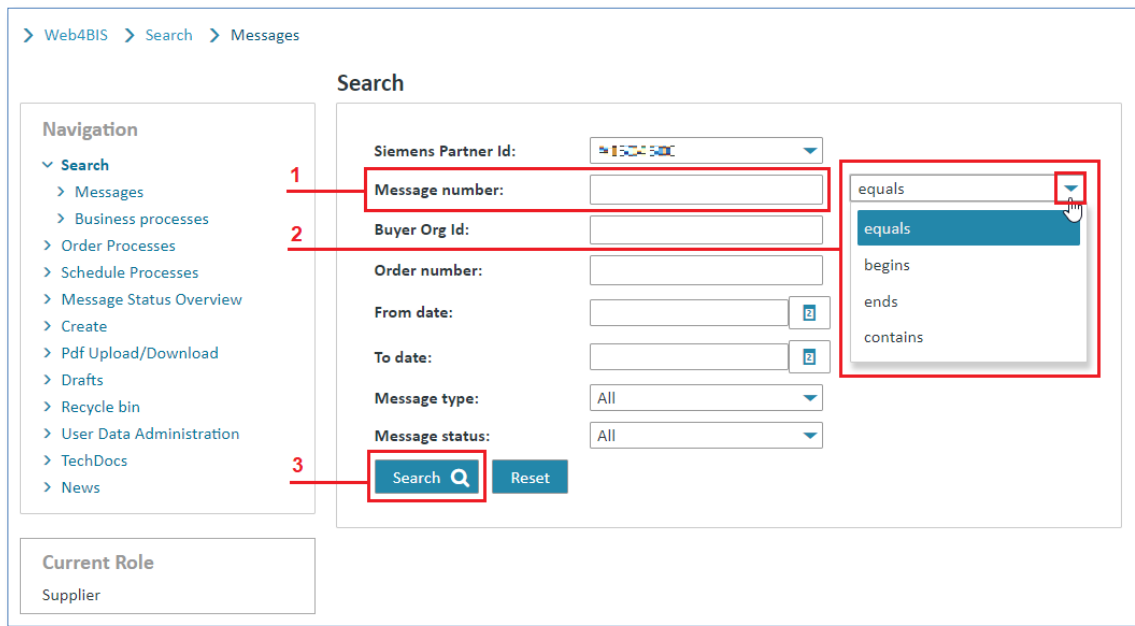 Web4BIS Search Messages
Search
Navigation
Search
Messages
Business processes
Order Processes
Schedule Processes
Message Status Overview
Create
Pdf Upload/Download
Drafts
Recycle bin
User Data Administration
TechDocs
News
Current Role
Supplier
1
2
3
Siemens Partner Id:
Message number:
equals
Buyer Org Id:
equals
begins
Order number:
ends
From date:
2
contains
To date:
2
Message type: All
Message status: All
Search Reset